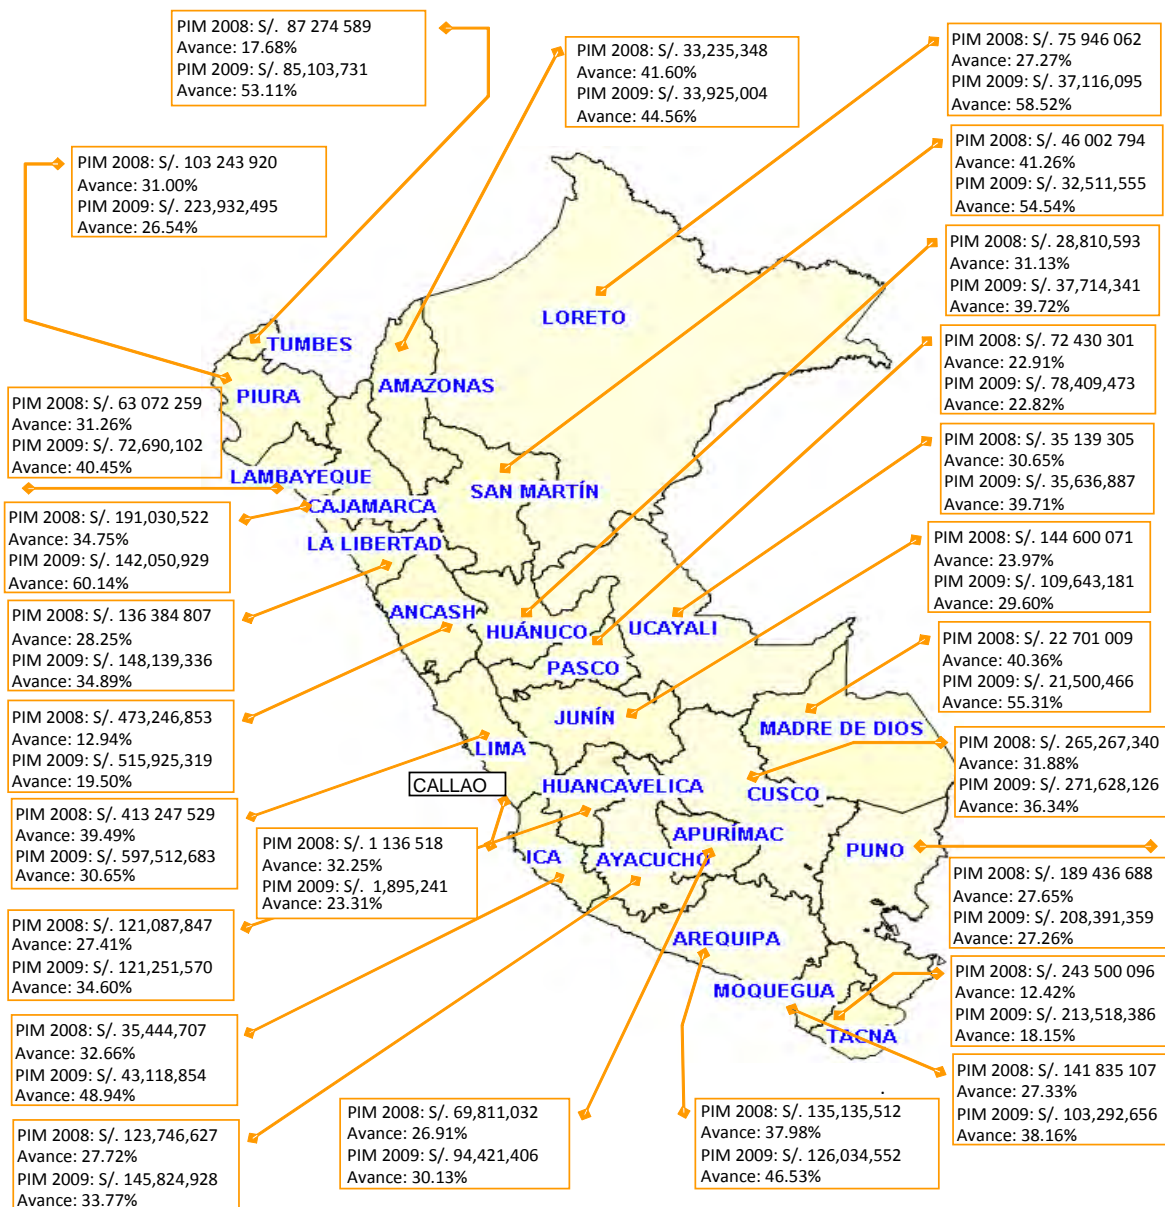 PIM 2008: S/. 87 274 589
Avance: 17.68%
PIM 2009: S/. 85,103,731
Avance: 53.11%
PIM 2008: S/. 33,235,348
Avance: 41.60%
PIM 2009: S/. 33,925,004
Avance: 44.56%
PIM 2008: S/. 75 946 062
Avance: 27.27%
PIM 2009: S/. 37,116,095
Avance: 58.52%
PIM 2008: S/. 103 243 920
Avance: 31.00%
PIM 2009: S/. 223,932,495
Avance: 26.54%
PIM 2008: S/. 46 002 794
Avance: 41.26%
PIM 2009: S/. 32,511,555
Avance: 54.54%
PIM 2008: S/. 28,810,593
Avance: 31.13%
PIM 2009: S/. 37,714,341
Avance: 39.72%
PIM 2008: S/. 72 430 301
Avance: 22.91%
PIM 2009: S/. 78,409,473
Avance: 22.82%
PIM 2008: S/. 63 072 259
Avance: 31.26%
PIM 2009: S/. 72,690,102
Avance: 40.45%
PIM 2008: S/. 35 139 305
Avance: 30.65%
PIM 2009: S/. 35,636,887
Avance: 39.71%
PIM 2008: S/. 191,030,522
Avance: 34.75%
PIM 2009: S/. 142,050,929
Avance: 60.14%
PIM 2008: S/. 144 600 071
Avance: 23.97%
PIM 2009: S/. 109,643,181
Avance: 29.60%
PIM 2008: S/. 136 384 807
Avance: 28.25%
PIM 2009: S/. 148,139,336
Avance: 34.89%
PIM 2008: S/. 22 701 009
Avance: 40.36%
PIM 2009: S/. 21,500,466
Avance: 55.31%
PIM 2008: S/. 473,246,853
Avance: 12.94%
PIM 2009: S/. 515,925,319
Avance: 19.50%
PIM 2008: S/. 265,267,340
Avance: 31.88%
PIM 2009: S/. 271,628,126
Avance: 36.34%
PIM 2008: S/. 413 247 529
Avance: 39.49%
PIM 2009: S/. 597,512,683
Avance: 30.65%
PIM 2008: S/. 1 136 518
Avance: 32.25%
PIM 2009: S/. 1,895,241
Avance: 23.31%
PIM 2008: S/. 189 436 688
Avance: 27.65%
PIM 2009: S/. 208,391,359
Avance: 27.26%
PIM 2008: S/. 121,087,847
Avance: 27.41%
PIM 2009: S/. 121,251,570
Avance: 34.60%
PIM 2008: S/. 243 500 096
Avance: 12.42%
PIM 2009: S/. 213,518,386
Avance: 18.15%
PIM 2008: S/. 35,444,707
Avance: 32.66%
PIM 2009: S/. 43,118,854
Avance: 48.94%
PIM 2008: S/. 141 835 107
Avance: 27.33%
PIM 2009: S/. 103,292,656
Avance: 38.16%
PIM 2008: S/. 123,746,627
Avance: 27.72%
PIM 2009: S/. 145,824,928
Avance: 33.77%
PIM 2008: S/. 69,811,032
Avance: 26.91%
PIM 2009: S/. 94,421,406
Avance: 30.13%
PIM 2008: S/. 135,135,512
Avance: 37.98%
PIM 2009: S/. 126,034,552
Avance: 46.53%
LORETO
TUMBES
AMAZONAS
PIURA
LAMBAYEQUE
SAN MARTÍN
CAJAMARCA
LA LIBERTAD
ANCASH
HUÁNUCO
UCAYALI
PASCO
JUNÍN
MADRE DE DIOS
LIMA
CALLAO
HUANCAVELICA
CUSCO
APURÍMAC
ICA
AYACUCHO
PUNO
AREQUIPA
MOQUEGUA
TACNA